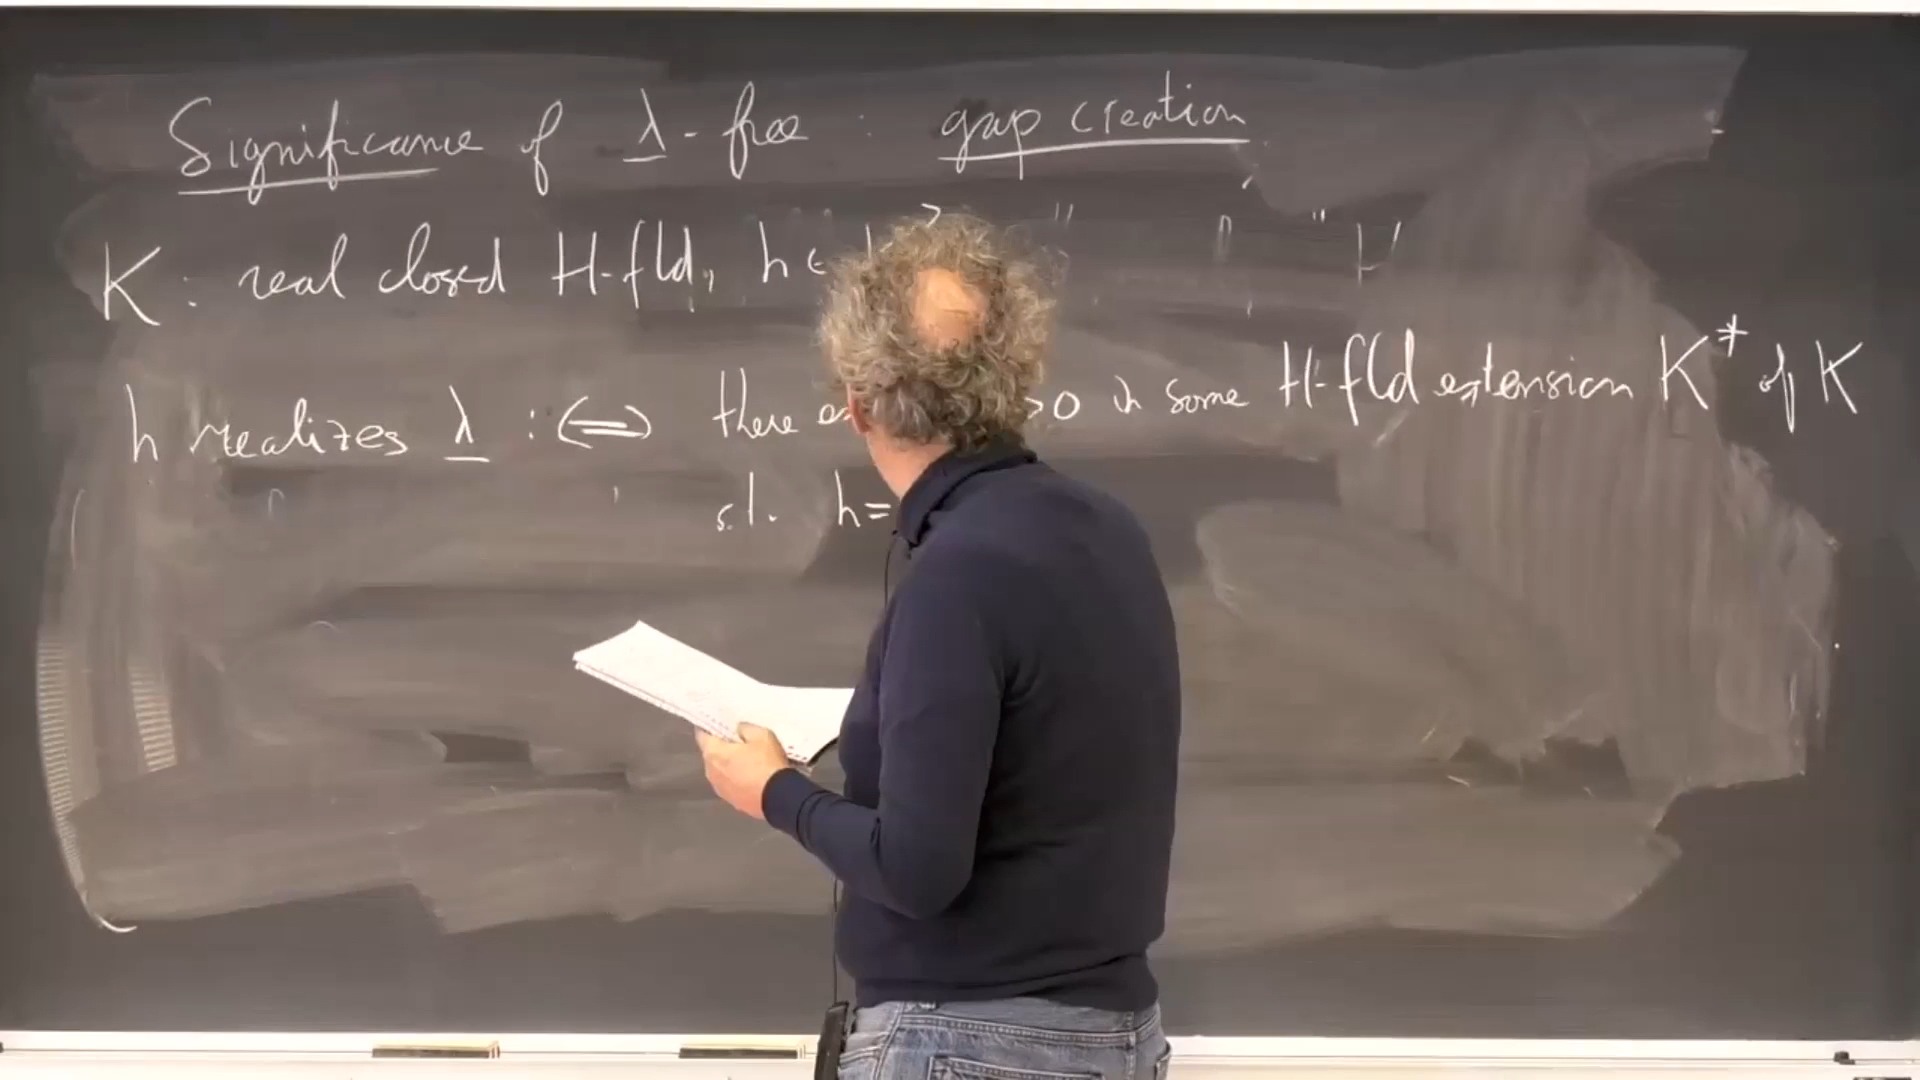 Significance of λ - free : gap creation
K : real closed H-fld, h ∈
h realizes λ :⇔ there >0 in some H-fld extension K* of K
s.t. h =